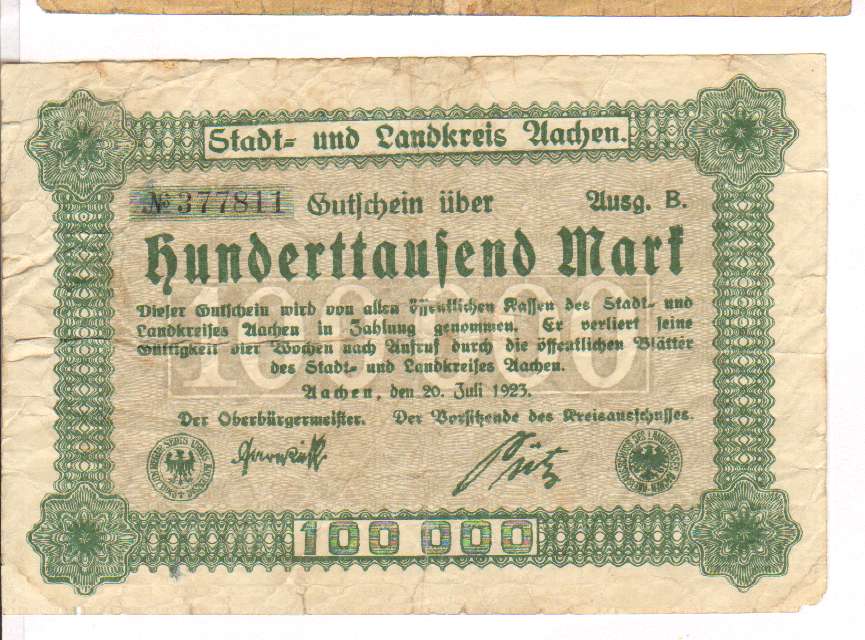 Stadt- und Landkreis Aachen.
№ 377811 Gutschein über Ausg. B.
Hunderttausend Mark
100 000
Dieser Gutschein wird von allen öffentlichen Kassen des Stadt- und
Landkreises Aachen in Zahlung genommen. Er verliert seine
Gültigkeit vier Wochen nach Aufruf durch die öffentlichen Blätter
des Stadt- und Landkreises Aachen.
Aachen, den 20. Juli 1923.
Der Oberbürgermeister. Der Vorsitzende des Kreisausschusses.
100 000